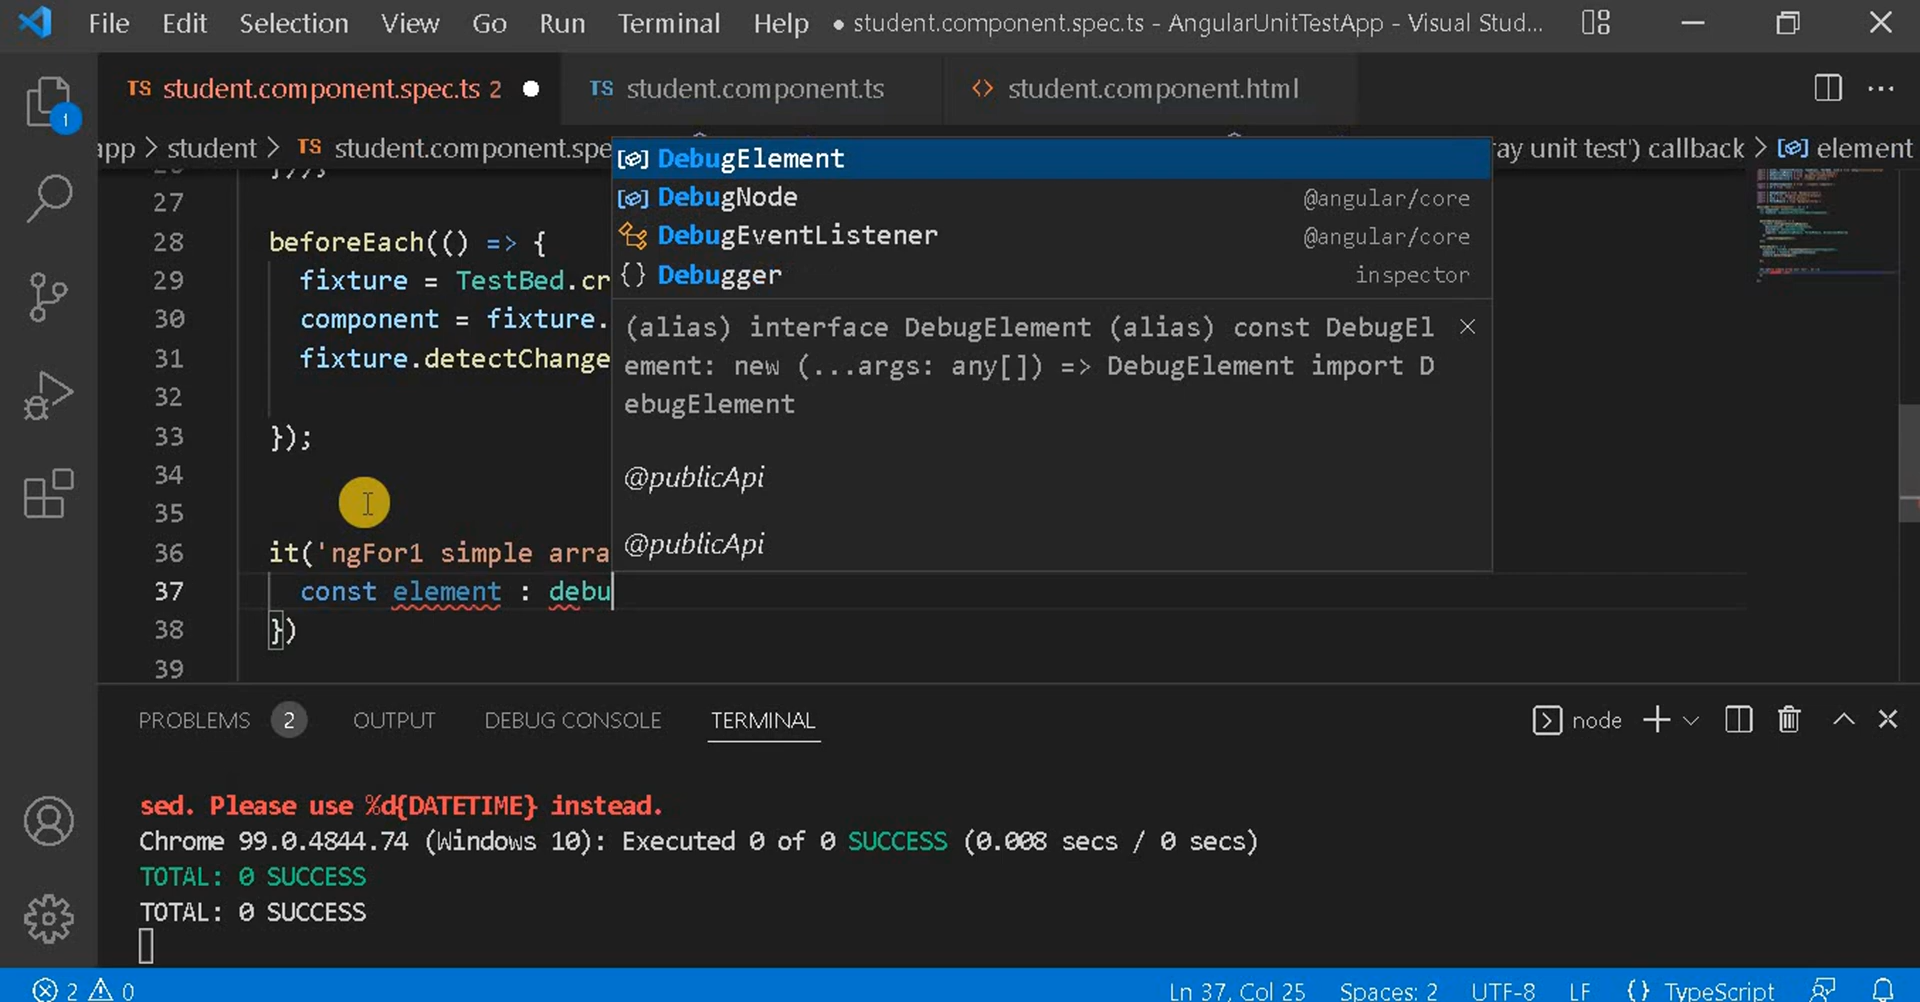 File Edit Selection View Go Run Terminal Help ● student.component.spec.ts - AngularUnitTestApp - Visual Stud...
TS student.component.spec.ts 2 TS student.component.ts <> student.component.html
1
app > student > TS student.component.spe ray unit test') callback > element
DebugElement
DebugNode @angular/core
DebugEventListener @angular/core
{} Debugger inspector
(alias) interface DebugElement (alias) const DebugEl
ement: new (...args: any[]) => DebugElement import D
ebugElement
@publicApi
@publicApi
27
28 beforeEach(() => {
29 fixture = TestBed.cr
30 component = fixture.
31 fixture.detectChange
32
33 });
34
35
36 it('ngFor1 simple arra
37 const element : debu
38 })
39
PROBLEMS 2 OUTPUT DEBUG CONSOLE TERMINAL node
sed. Please use %d{DATETIME} instead.
Chrome 99.0.4844.74 (Windows 10): Executed 0 of 0 SUCCESS (0.008 secs / 0 secs)
TOTAL: 0 SUCCESS
TOTAL: 0 SUCCESS
2 0 Ln 37, Col 25 Spaces: 2 UTF-8 LF {} TypeScript